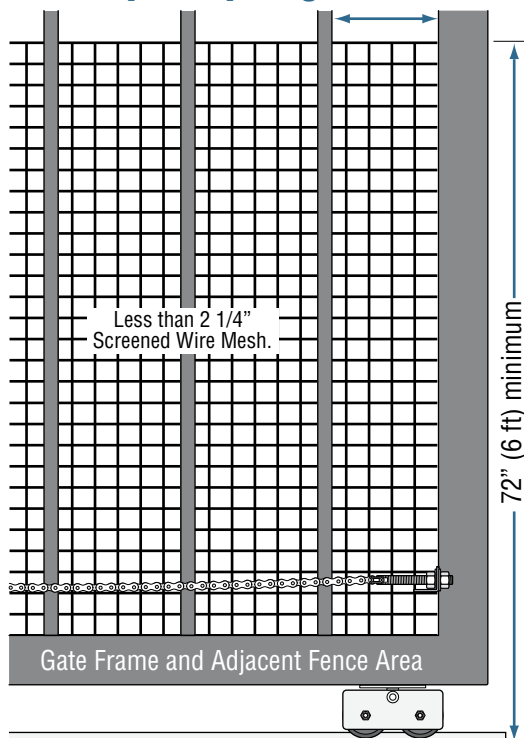 Less than 2 1/4"
Screened Wire Mesh.
72" (6 ft) minimum
Gate Frame and Adjacent Fence Area